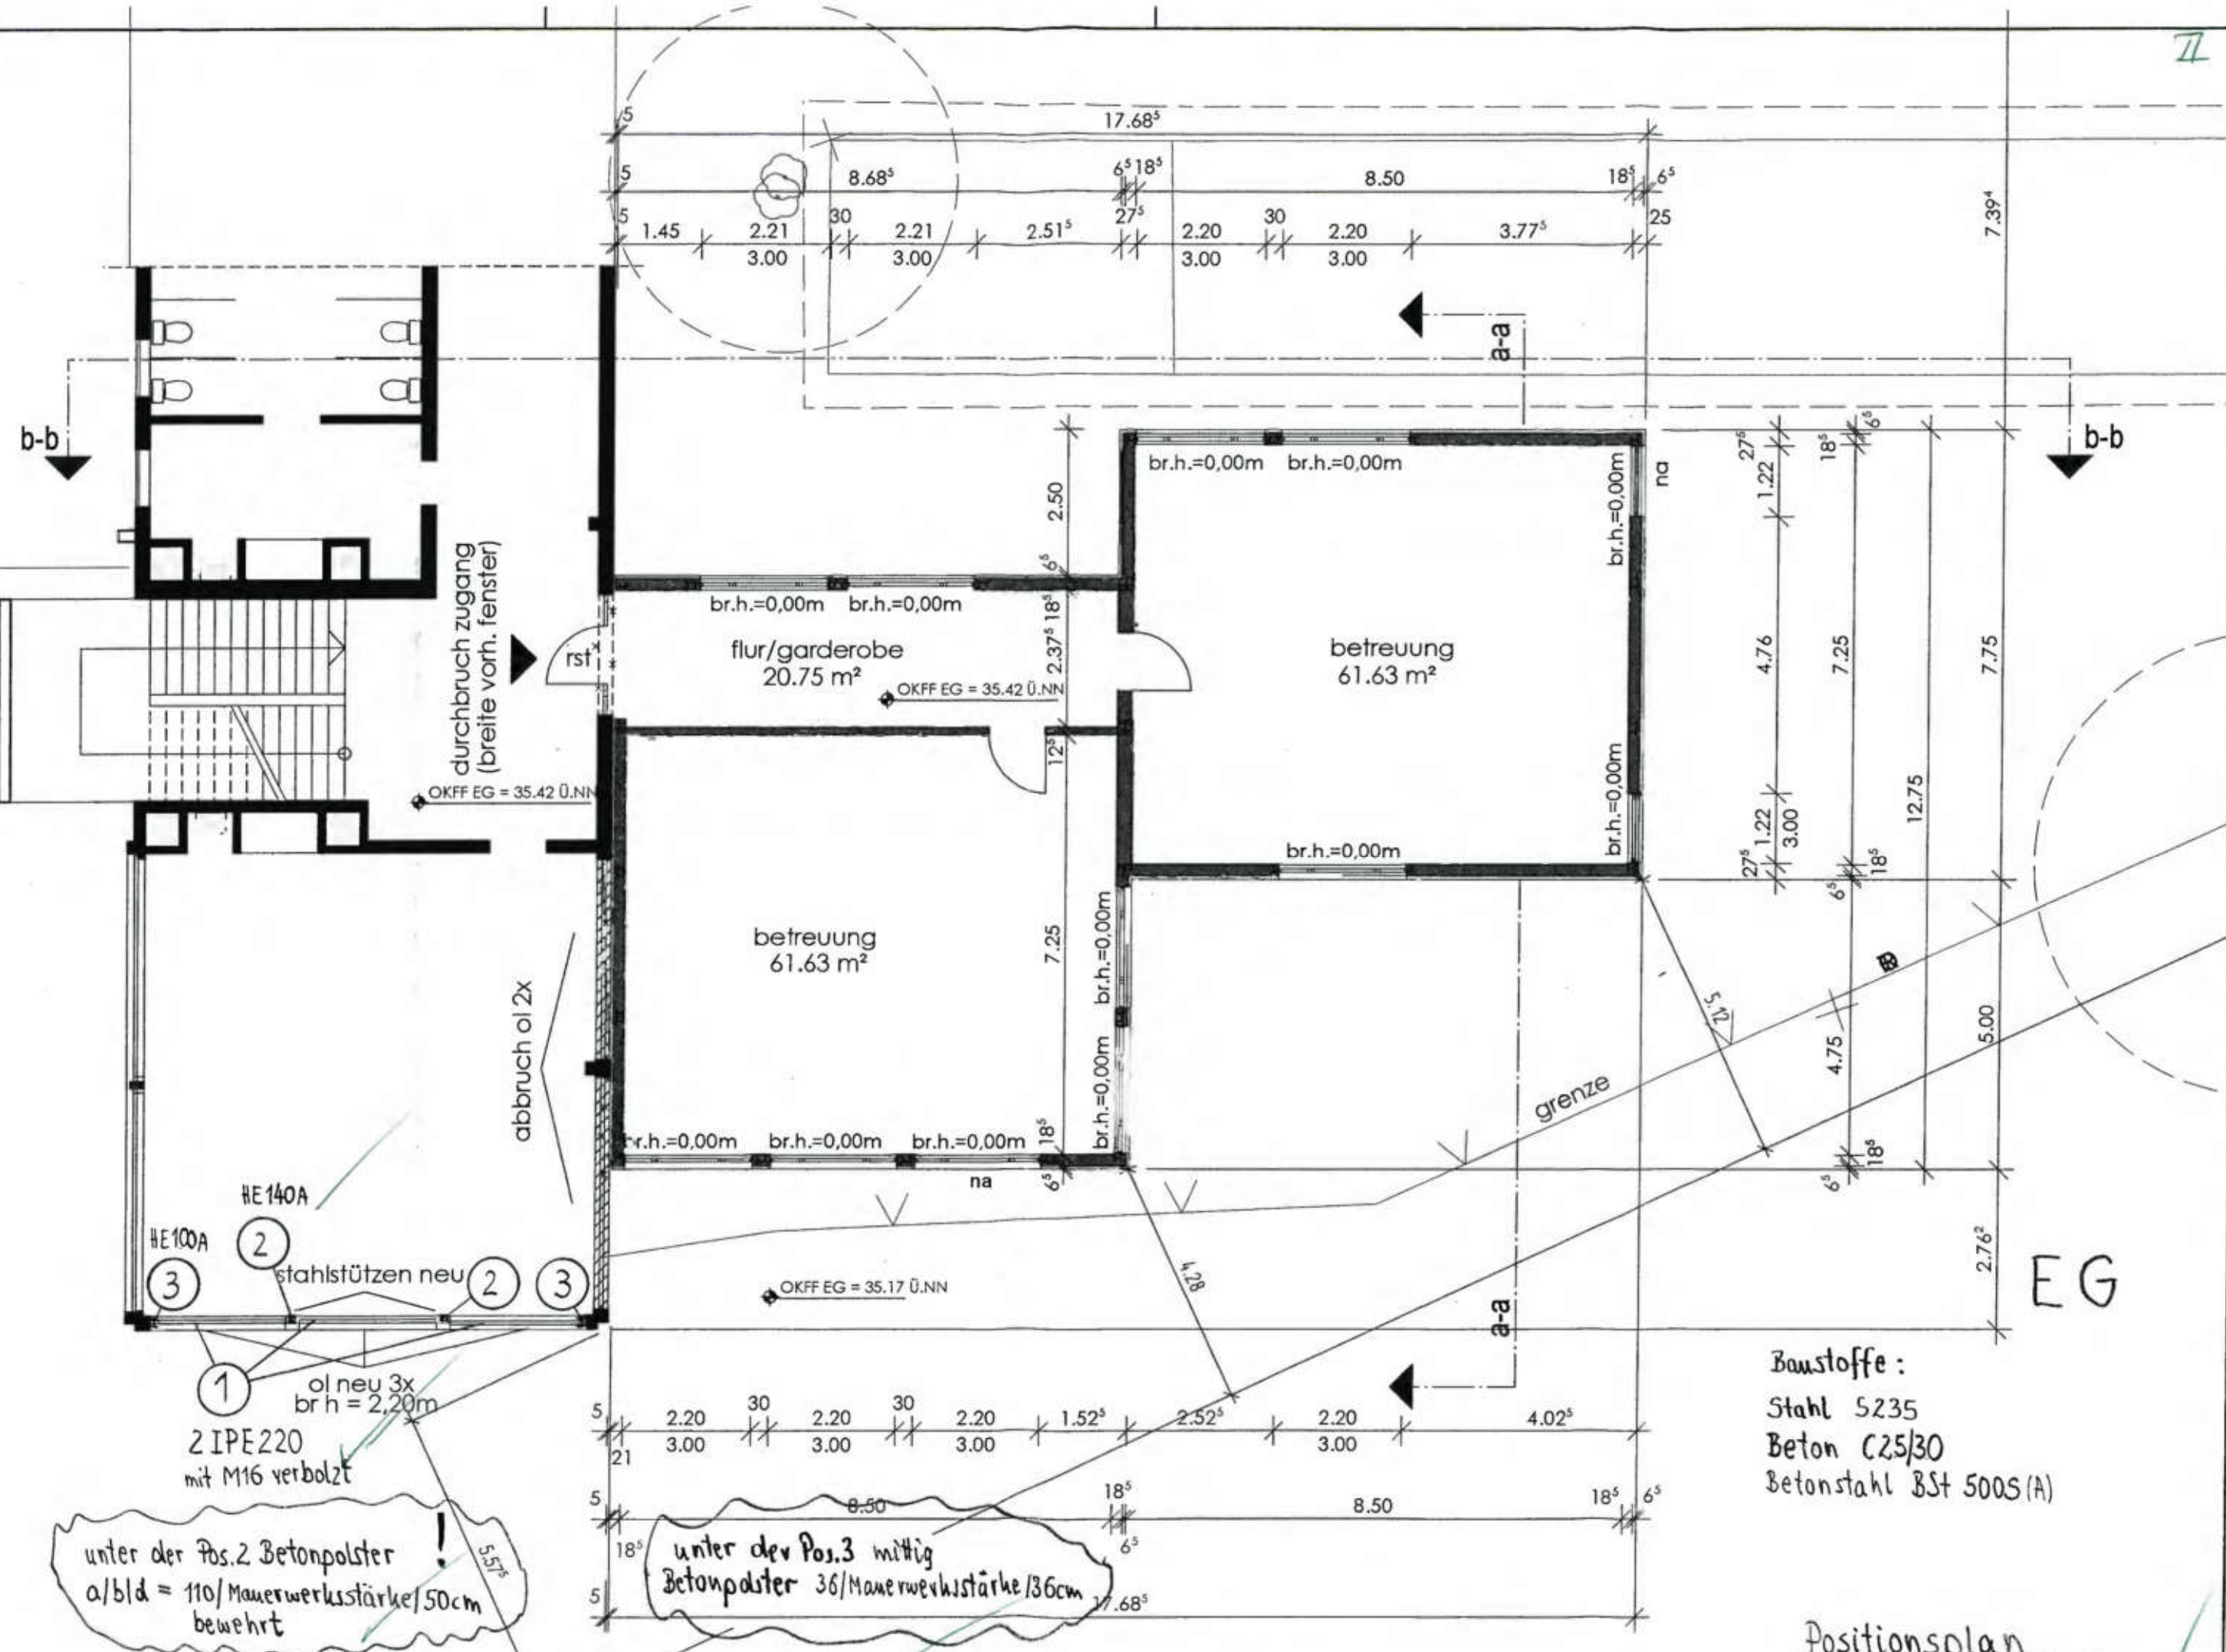 II
5
17.68⁵
5
8.68⁵
6⁵ 18⁵
8.50
18⁵
6⁵
5
1.45
2.21
3.00
30
2.21
3.00
2.51⁵
27⁵
2.20
3.00
30
2.20
3.00
3.77⁵
25
7.39⁴
a-a
b-b
b-b
durchbruch zugang
(breite vorh. fenster)
rst
2.50
6⁵
18⁵
2.37⁵
12⁵
7.25
18⁵
6⁵
br.h.=0,00m
br.h.=0,00m
flur/garderobe
20.75 m²
OKFF EG = 35.42 Ü.NN
br.h.=0,00m
br.h.=0,00m
br.h.=0,00m
na
betreuung
61.63 m²
br.h.=0,00m
br.h.=0,00m
27⁵
1.22
4.76
1.22
3.00
27⁵
6⁵
18⁵
7.25
18⁵
6⁵
4.75
18⁵
6⁵
12.75
7.75
5.00
2.76²
OKFF EG = 35.42 Ü.NN
abbruch ol 2x
betreuung
61.63 m²
br.h.=0,00m
br.h.=0,00m
br.h.=0,00m
br.h.=0,00m
br.h.=0,00m
na
grenze
5.12
4.28
5.57⁵
OKFF EG = 35.17 Ü.NN
a-a
EG
HE140A
HE100A
2
3
stahlstützen neu
2
3
1
ol neu 3x
br h = 2,20m
2 IPE220
mit M16 verbolzt
5
21
2.20
3.00
30
2.20
3.00
30
2.20
3.00
1.52⁵
2.52⁵
2.20
3.00
4.02⁵
5
18⁵
8.50
18⁵
6⁵
8.50
18⁵
6⁵
5
17.68⁵
Baustoffe:
Stahl S235
Beton C25/30
Betonstahl BSt 500S (A)
unter der Pos.2 Betonpolster !
a/b/d = 110/Mauerwerksstärke/50cm
bewehrt
unter der Pos.3 mittig
Betonpolster 36/Mauerwerksstärke/36cm
Positionsplan